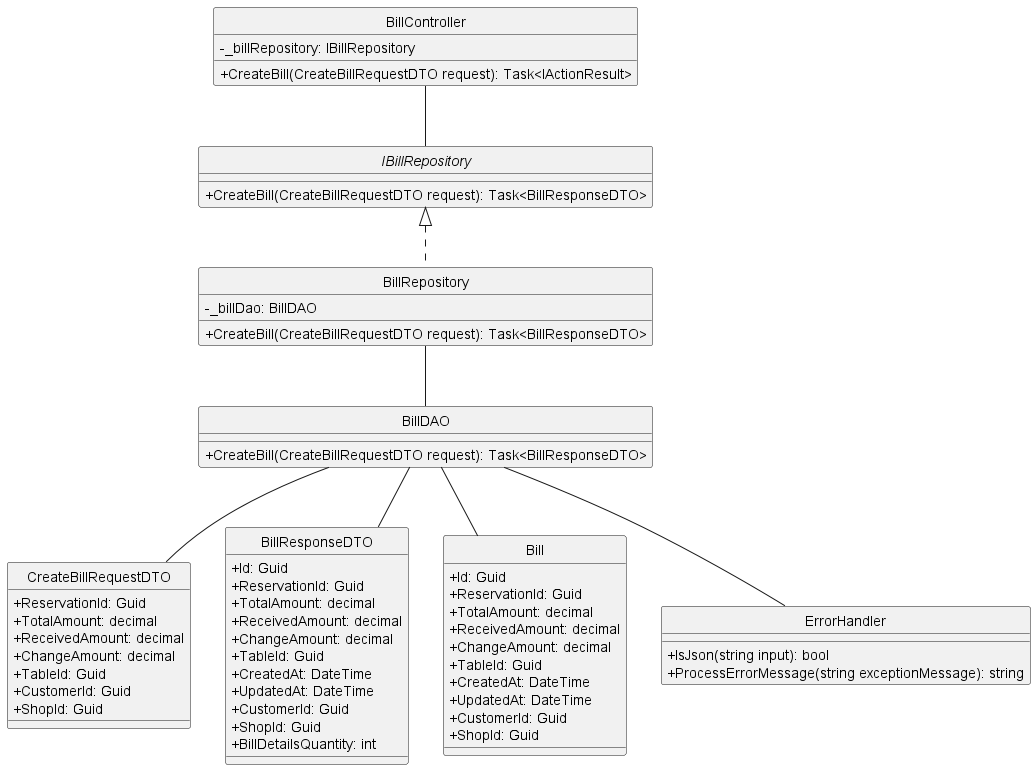 BillController
-_billRepository: IBillRepository
+CreateBill(CreateBillRequestDTO request): Task<IActionResult>
IBillRepository
+CreateBill(CreateBillRequestDTO request): Task<BillResponseDTO>
BillRepository
-_billDao: BillDAO
+CreateBill(CreateBillRequestDTO request): Task<BillResponseDTO>
BillDAO
+CreateBill(CreateBillRequestDTO request): Task<BillResponseDTO>
CreateBillRequestDTO
+ReservationId: Guid
+TotalAmount: decimal
+ReceivedAmount: decimal
+ChangeAmount: decimal
+TableId: Guid
+CustomerId: Guid
+ShopId: Guid
BillResponseDTO
+Id: Guid
+ReservationId: Guid
+TotalAmount: decimal
+ReceivedAmount: decimal
+ChangeAmount: decimal
+TableId: Guid
+CreatedAt: DateTime
+UpdatedAt: DateTime
+CustomerId: Guid
+ShopId: Guid
+BillDetailsQuantity: int
Bill
+Id: Guid
+ReservationId: Guid
+TotalAmount: decimal
+ReceivedAmount: decimal
+ChangeAmount: decimal
+TableId: Guid
+CreatedAt: DateTime
+UpdatedAt: DateTime
+CustomerId: Guid
+ShopId: Guid
ErrorHandler
+IsJson(string input): bool
+ProcessErrorMessage(string exceptionMessage): string